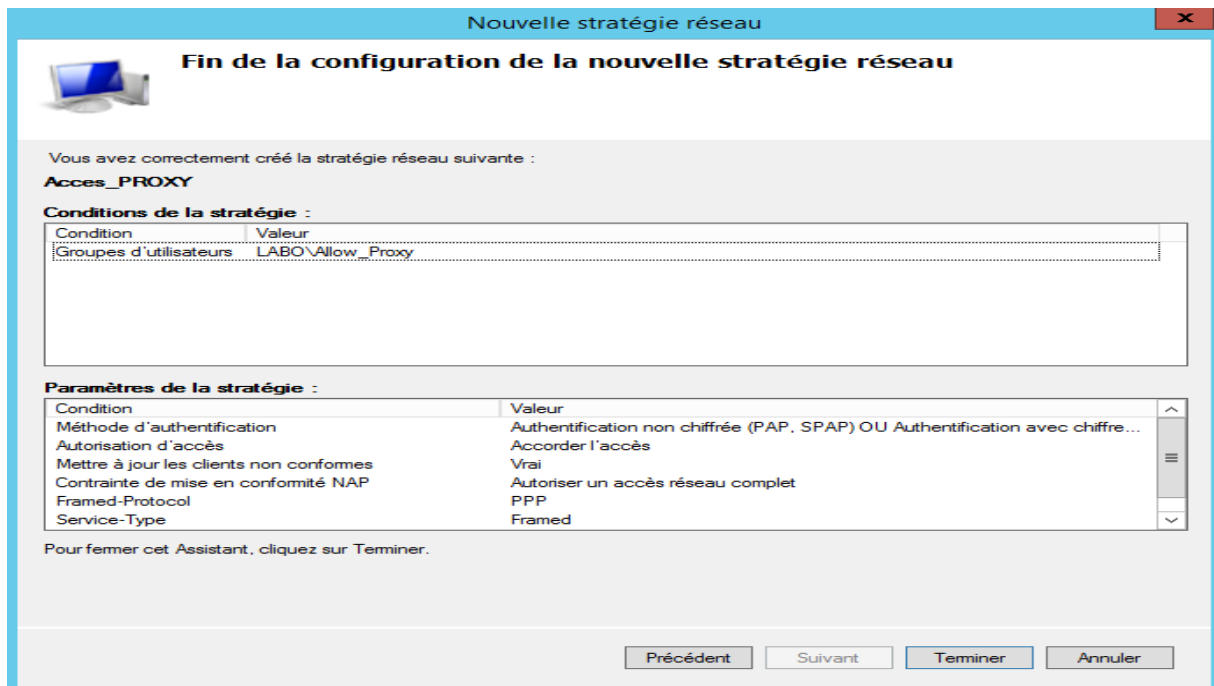 Nouvelle stratégie réseau
x
Fin de la configuration de la nouvelle stratégie réseau
Vous avez correctement créé la stratégie réseau suivante :
Acces_PROXY
Conditions de la stratégie :
Condition Valeur
Groupes d'utilisateurs LABO\Allow_Proxy
Paramètres de la stratégie :
Condition Valeur
Méthode d'authentification Authentification non chiffrée (PAP, SPAP) OU Authentification avec chiffre...
Autorisation d'accès Accorder l'accès
Mettre à jour les clients non conformes Vrai
Contrainte de mise en conformité NAP Autoriser un accès réseau complet
Framed-Protocol PPP
Service-Type Framed
Pour fermer cet Assistant, cliquez sur Terminer.
Précédent Suivant Terminer Annuler